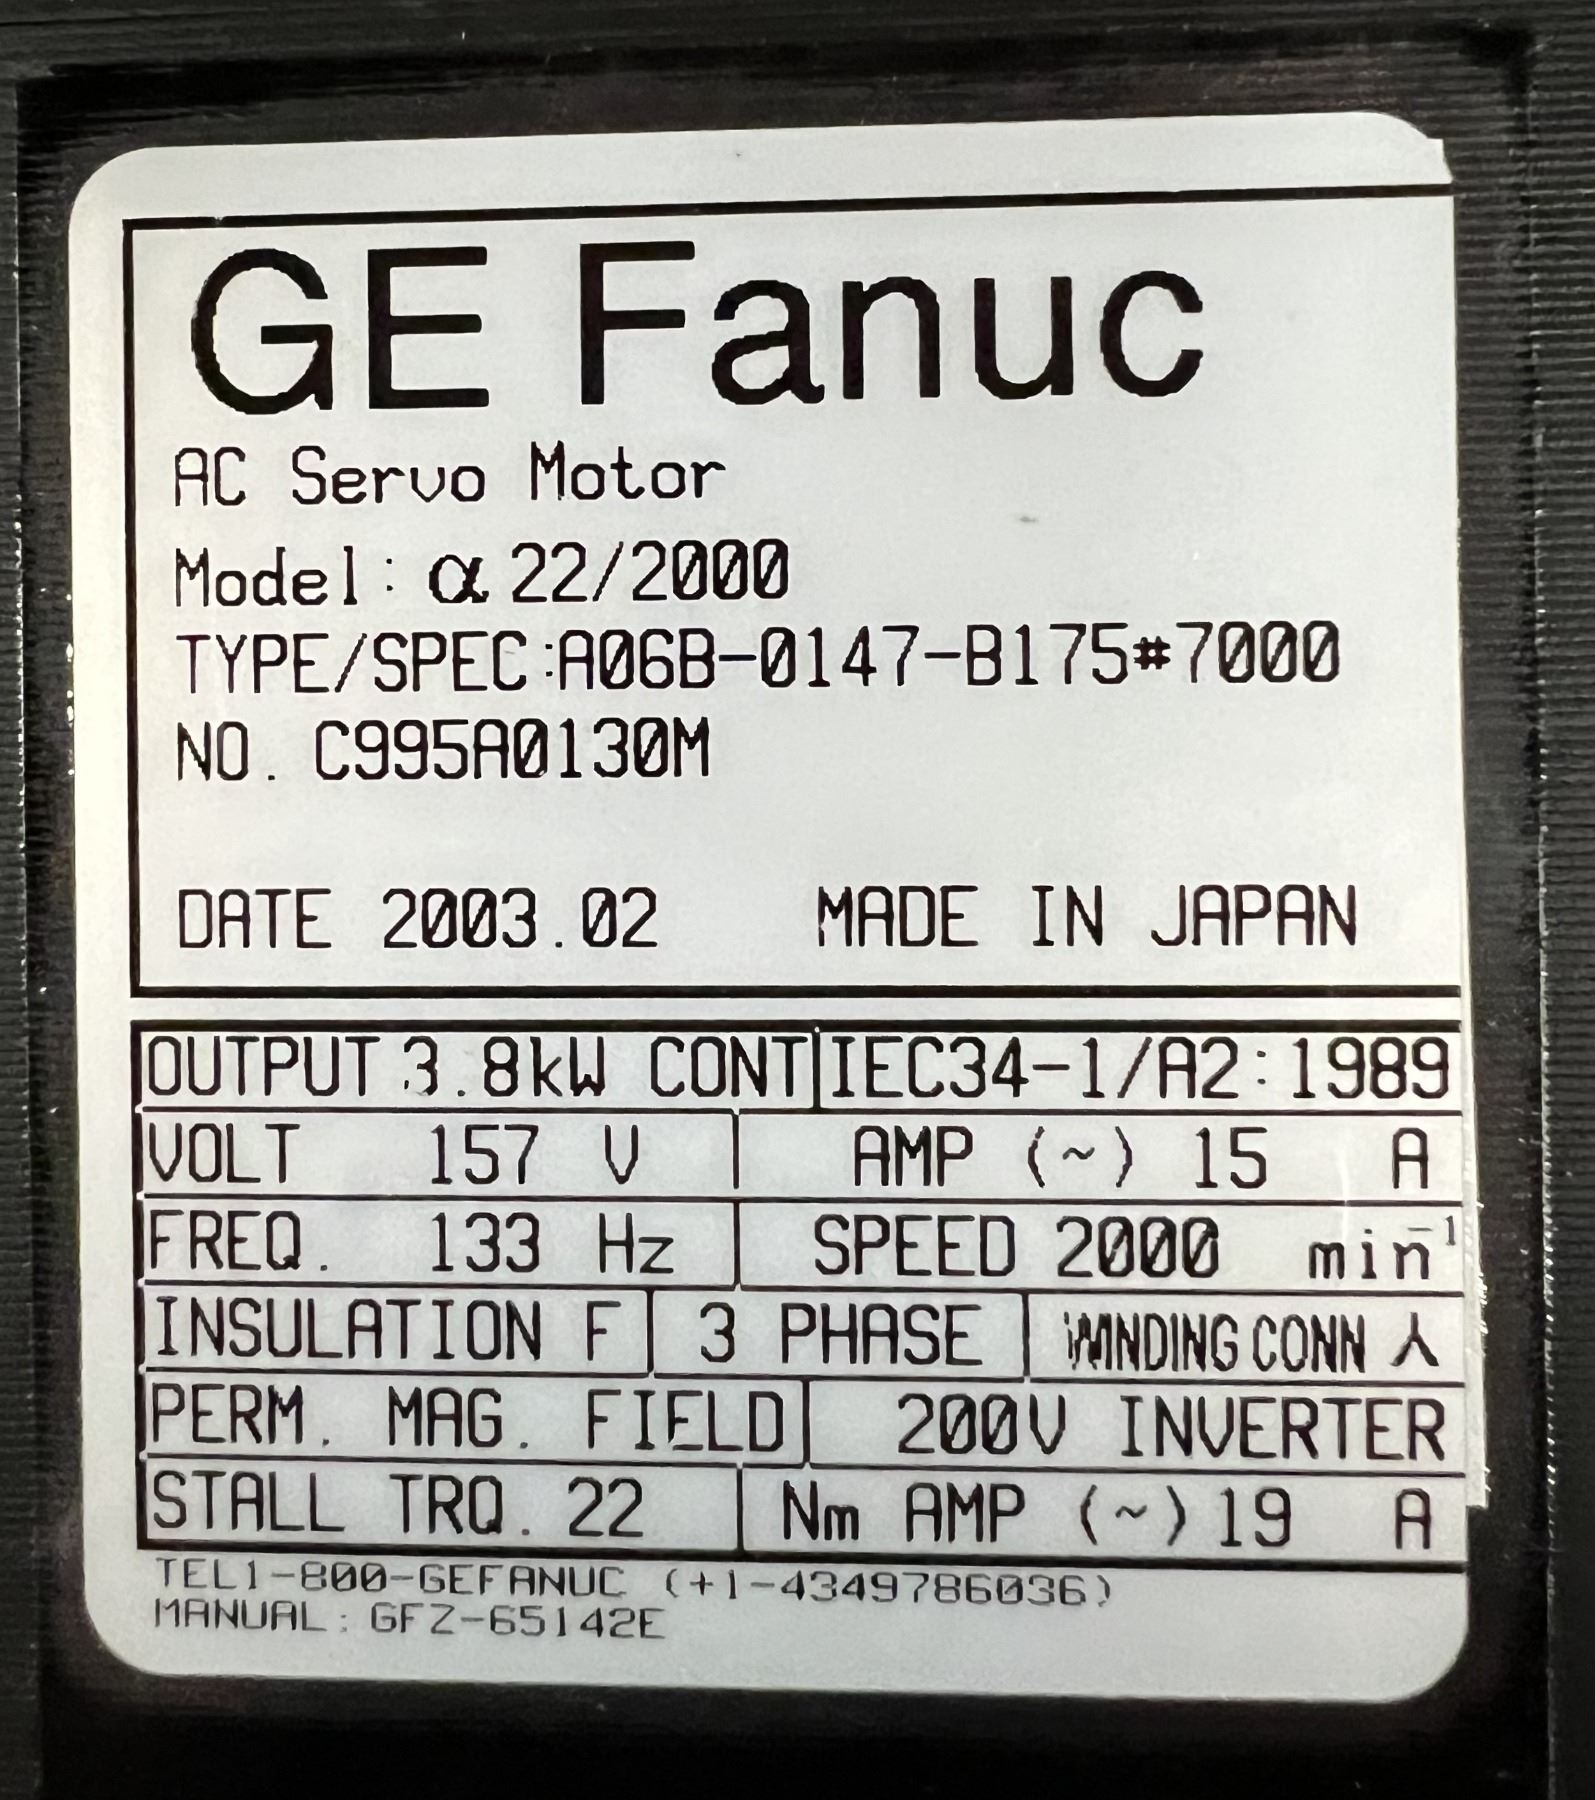 GE Fanuc
AC Servo Motor
Model: α 22/2000
TYPE/SPEC:A06B-0147-B175#7000
NO. C995A0130M
DATE 2003.02 MADE IN JAPAN
OUTPUT 3.8kW CONT IEC34-1/A2:1989
VOLT 157 V AMP (~) 15 A
FREQ. 133 Hz SPEED 2000 min⁻¹
INSULATION F 3 PHASE WINDING CONN 人
PERM. MAG. FIELD 200V INVERTER
STALL TRQ. 22 Nm AMP (~) 19 A
TEL1-800-GEFANUC (+1-4349786036)
MANUAL: GFZ-65142E